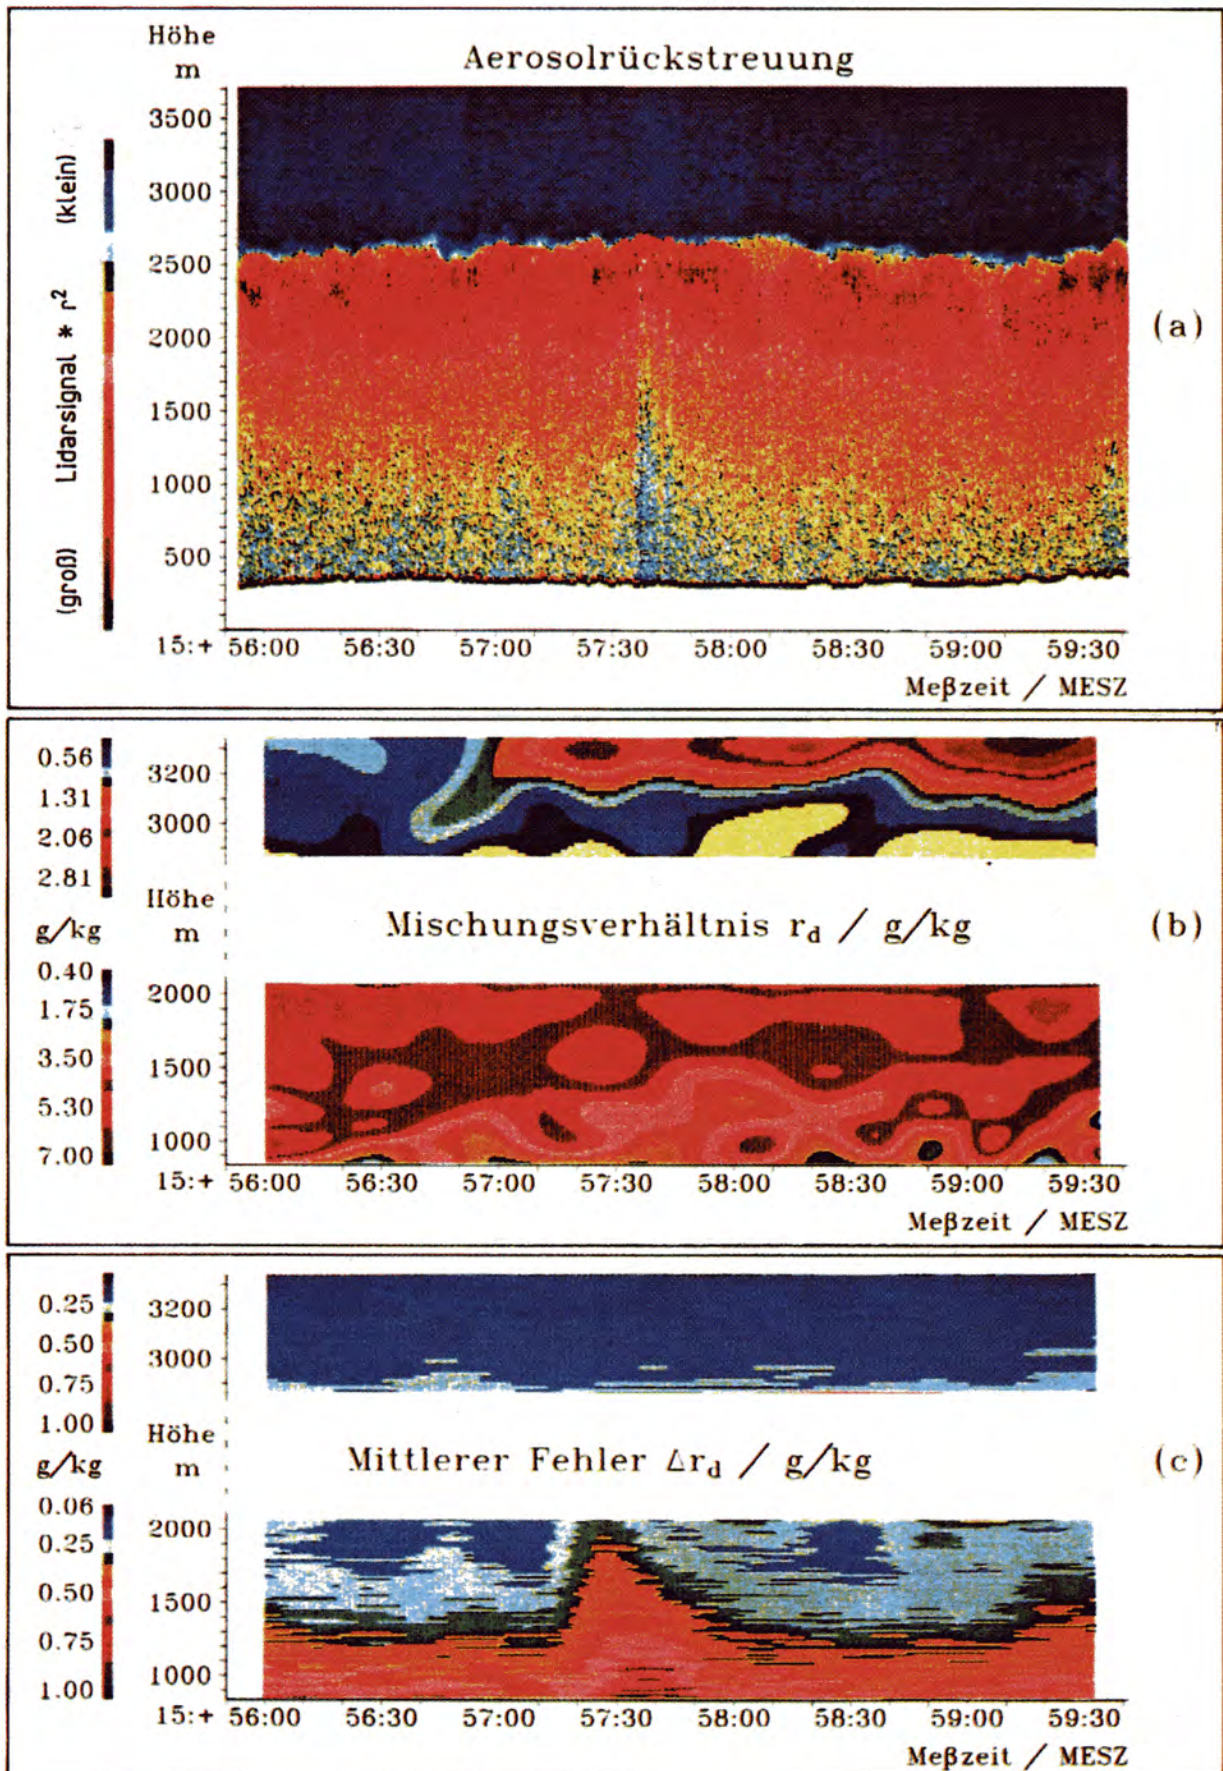 Höhe
m
Aerosolrückstreuung
3500
3000
2500
2000
1500
1000
500
(groß) Lidarsignal * r² (klein)
(a)
15:+ 56:00 56:30 57:00 57:30 58:00 58:30 59:00 59:30
Meßzeit / MESZ
0.56
1.31
2.06
2.81
g/kg
0.40
1.75
3.50
5.30
7.00
3200
3000
Höhe
m
Mischungsverhältnis r_d / g/kg
(b)
2000
1500
1000
15:+ 56:00 56:30 57:00 57:30 58:00 58:30 59:00 59:30
Meßzeit / MESZ
0.25
0.50
0.75
1.00
g/kg
0.06
0.25
0.50
0.75
1.00
3200
3000
Höhe
m
Mittlerer Fehler Δr_d / g/kg
(c)
2000
1500
1000
15:+ 56:00 56:30 57:00 57:30 58:00 58:30 59:00 59:30
Meßzeit / MESZ